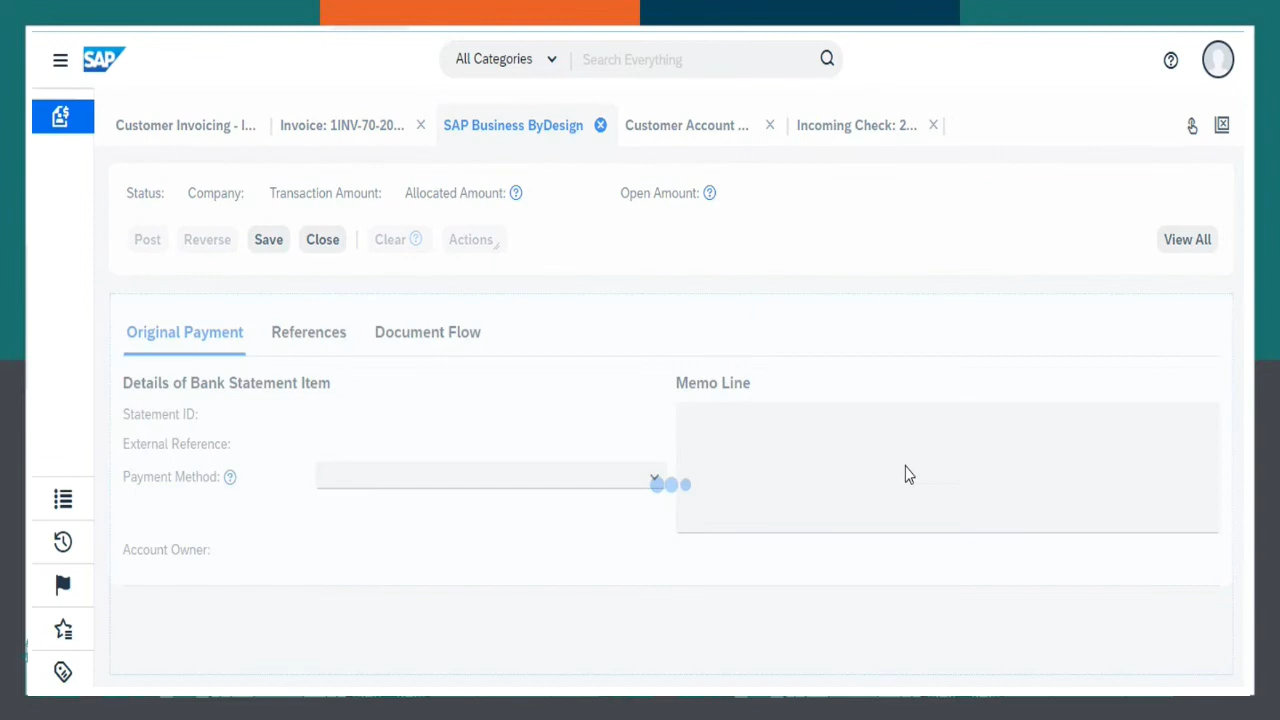 SAP
All Categories
Search Everything
Customer Invoicing - I...
Invoice: 1INV-70-20...
SAP Business ByDesign
Customer Account ...
Incoming Check: 2...
Status:
Company:
Transaction Amount:
Allocated Amount:
Open Amount:
Post
Reverse
Save
Close
Clear
Actions
View All
Original Payment
References
Document Flow
Details of Bank Statement Item
Memo Line
Statement ID:
External Reference:
Payment Method:
Account Owner: